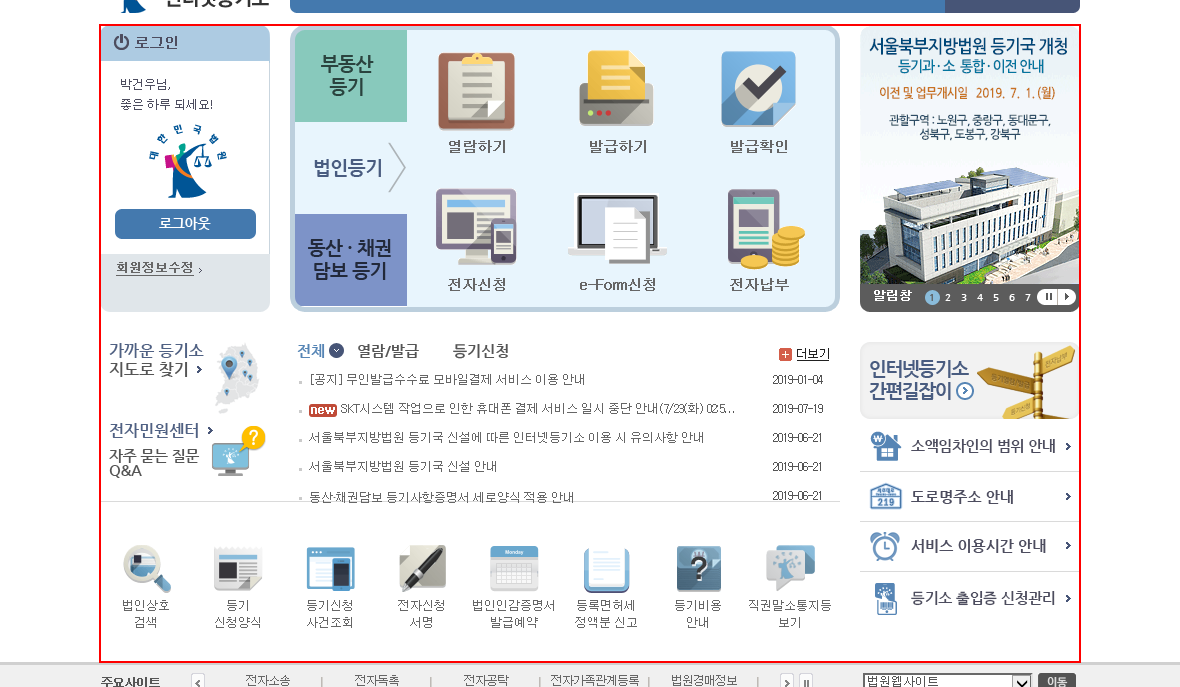 인터넷등기소
로그인
박건우님,
좋은 하루 되세요!
대한민국법원
로그아웃
회원정보수정 >
부동산
등기
법인등기
동산 · 채권
담보 등기
열람하기
발급하기
발급확인
전자신청
e-Form신청
전자납부
서울북부지방법원 등기국 개청
등기과·소 통합·이전 안내
이전 및 업무개시일 2019. 7. 1.(월)
관할구역 : 노원구, 중랑구, 동대문구,
성북구, 도봉구, 강북구
알림창 1 2 3 4 5 6 7
가까운 등기소
지도로 찾기 >
전자민원센터 >
자주 묻는 질문
Q&A
전체 열람/발급 등기신청
더보기
[공지] 무인발급수수료 모바일결제 서비스 이용 안내 2019-01-04
new SKT시스템 작업으로 인한 휴대폰 결제 서비스 일시 중단 안내(7/23(화) 02:5... 2019-07-19
서울북부지방법원 등기국 신설에 따른 인터넷등기소 이용 시 유의사항 안내 2019-06-21
서울북부지방법원 등기국 신설 안내 2019-06-21
동산·채권담보 등기사항증명서 세로양식 적용 안내 2019-06-21
인터넷등기소
간편길잡이
전자납부
등기신청
소액임차인의 범위 안내 >
219
도로명주소 안내 >
서비스 이용시간 안내 >
등기소 출입증 신청관리 >
Monday
법인상호
검색
등기
신청양식
등기신청
사건조회
전자신청
서명
법인인감증명서
발급예약
등록면허세
정액분 신고
등기비용
안내
직권말소통지등
보기
주요사이트 < 전자소송 | 전자독촉 | 전자공탁 | 전자가족관계등록 | 법원경매정보 | >
법원웹사이트
이동